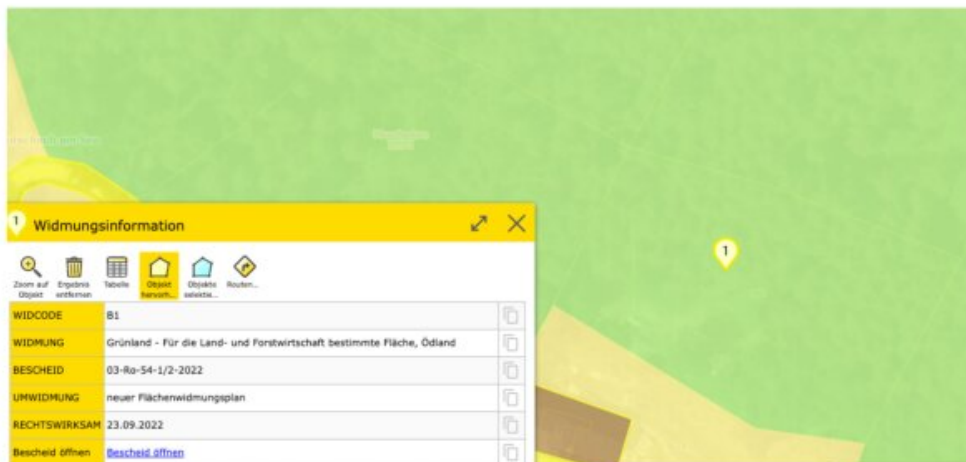 1
1 Widmungsinformation
Zoom auf Objekt
Ergebnis entfernen
Tabelle
Objekt hervorh...
Objekte selektie...
Routen...
WIDCODE B1
WIDMUNG Grünland - Für die Land- und Forstwirtschaft bestimmte Fläche, Ödland
BESCHEID 03-Ro-54-1/2-2022
UMWIDMUNG neuer Flächenwidmungsplan
RECHTSWIRKSAM 23.09.2022
Bescheid öffnen Bescheid öffnen